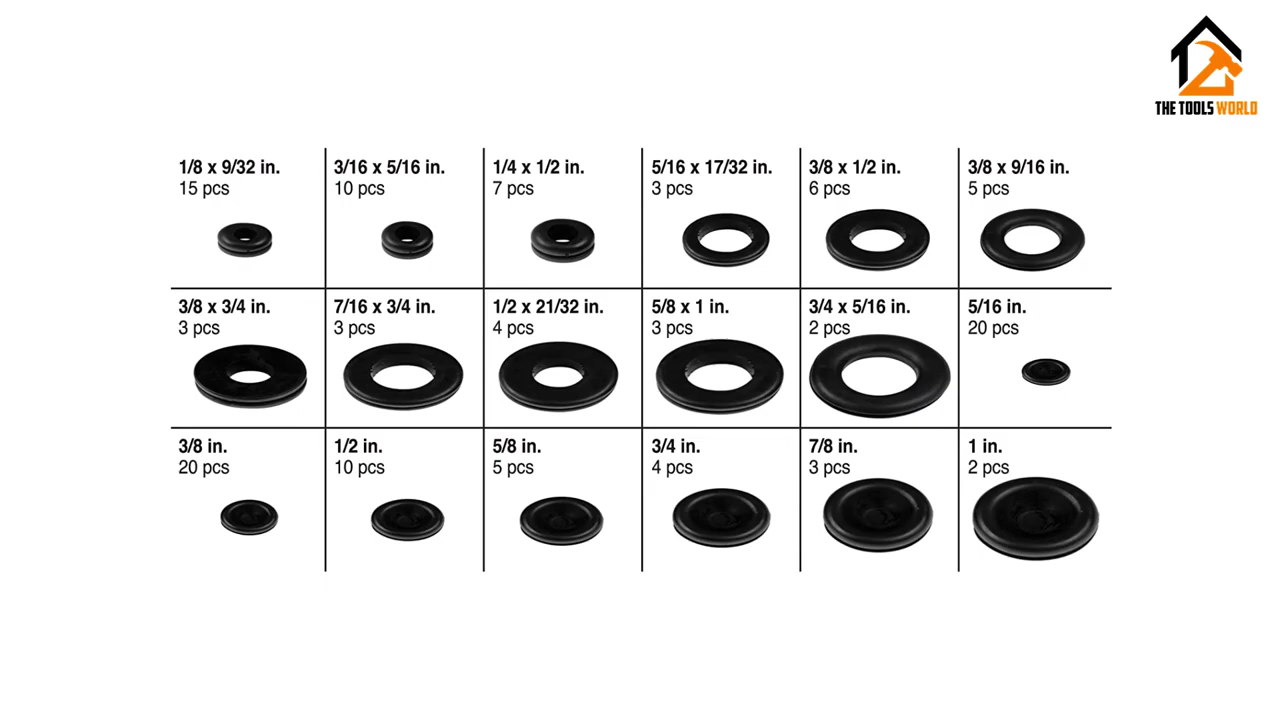 THE TOOLS WORLD
1/8 x 9/32 in.
15 pcs
3/16 x 5/16 in.
10 pcs
1/4 x 1/2 in.
7 pcs
5/16 x 17/32 in.
3 pcs
3/8 x 1/2 in.
6 pcs
3/8 x 9/16 in.
5 pcs
3/8 x 3/4 in.
3 pcs
7/16 x 3/4 in.
3 pcs
1/2 x 21/32 in.
4 pcs
5/8 x 1 in.
3 pcs
3/4 x 5/16 in.
2 pcs
5/16 in.
20 pcs
3/8 in.
20 pcs
1/2 in.
10 pcs
5/8 in.
5 pcs
3/4 in.
4 pcs
7/8 in.
3 pcs
1 in.
2 pcs